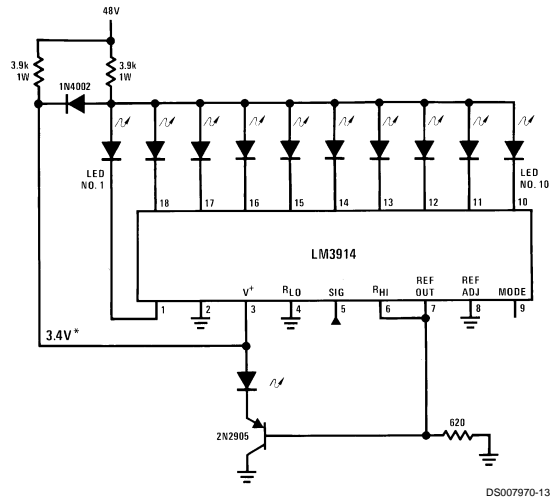 48V
3.9k
1W
3.9k
1W
1N4002
LED
NO. 1
LED
NO. 10
18
17
16
15
14
13
12
11
10
LM3914
V+
RLO
SIG
RHI
REF
OUT
REF
ADJ
MODE
1
2
3
4
5
6
7
8
9
3.4V*
2N2905
620
DS007970-13